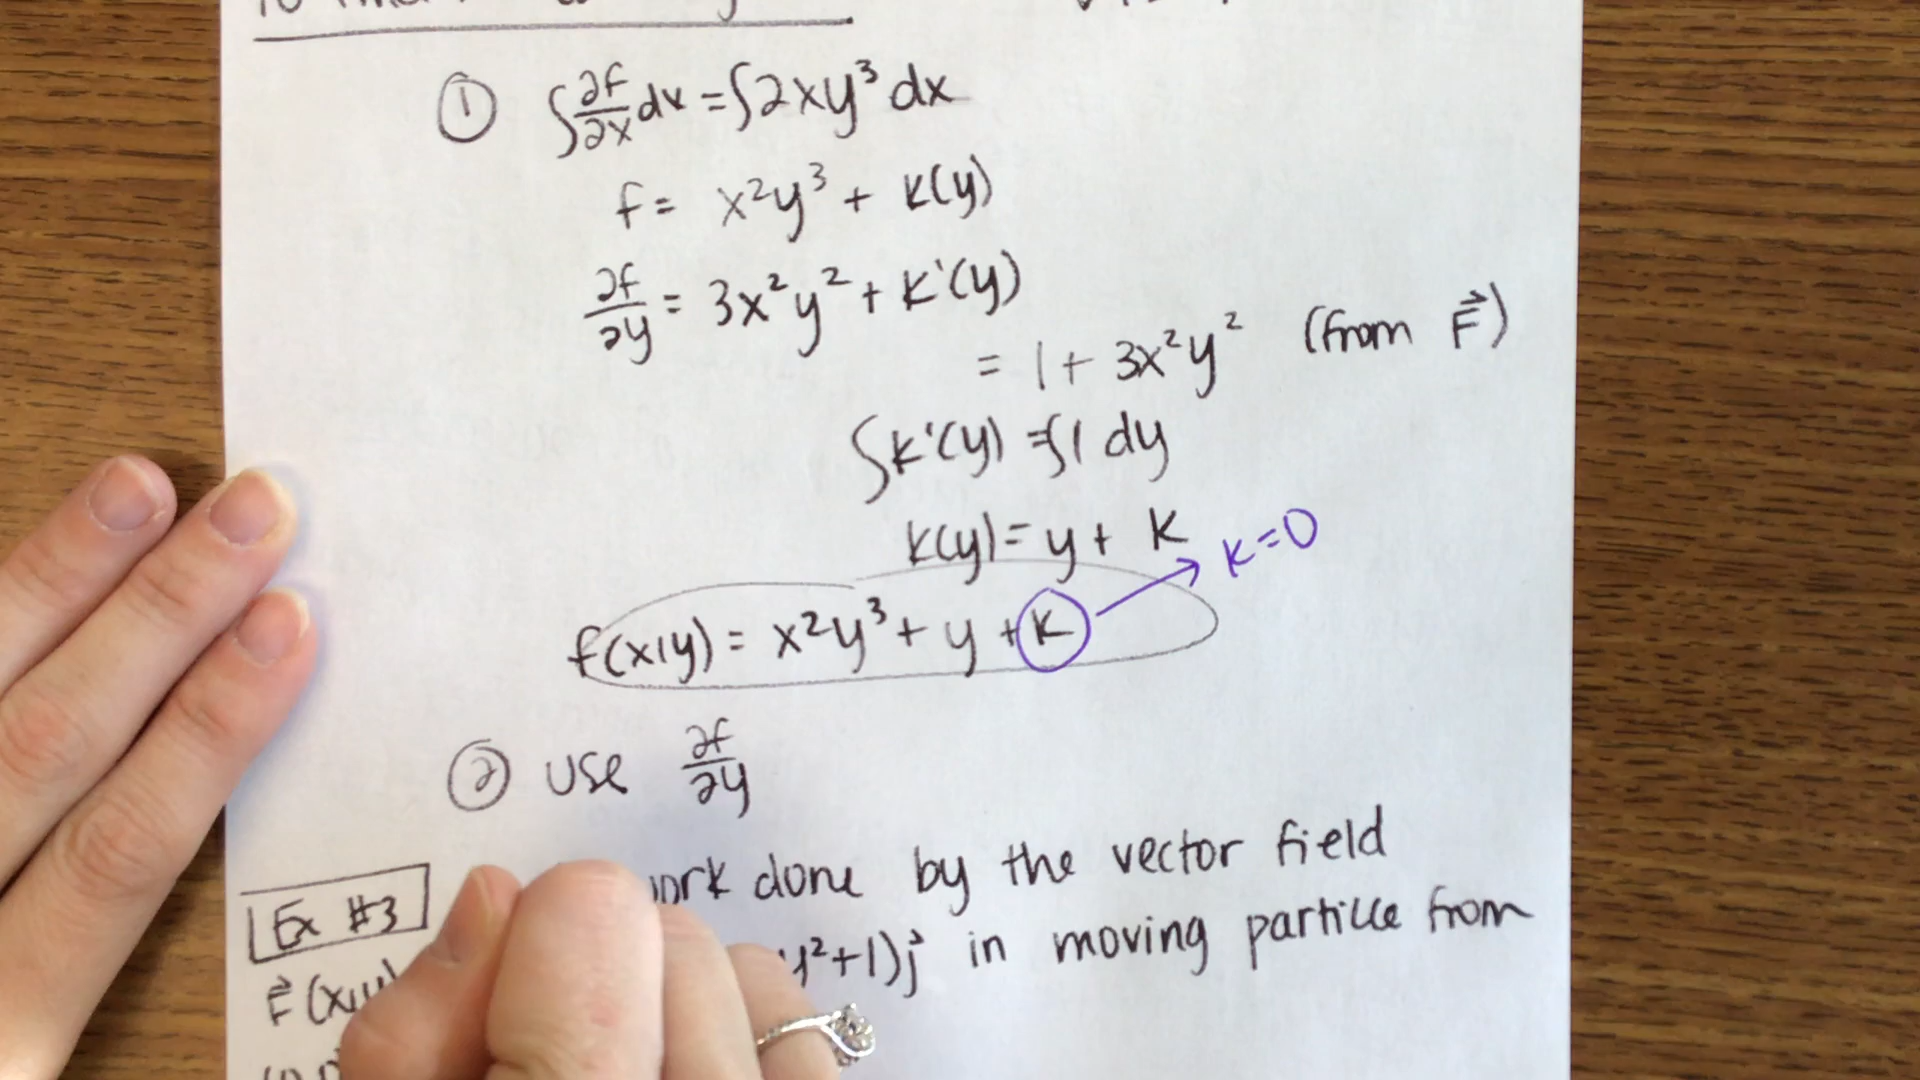 ① ∫ ∂f/∂x dx = ∫2xy³ dx
f = x²y³ + k(y)
∂f/∂y = 3x²y² + k'(y)
= 1 + 3x²y² (from F⃗)
∫k'(y) = ∫1 dy
k(y) = y + k
k=0
f(x,y) = x²y³ + y + k
② use ∂f/∂y
Ex #3 done by the vector field
F⃗(x,y) y²+1)j⃗ in moving particle from